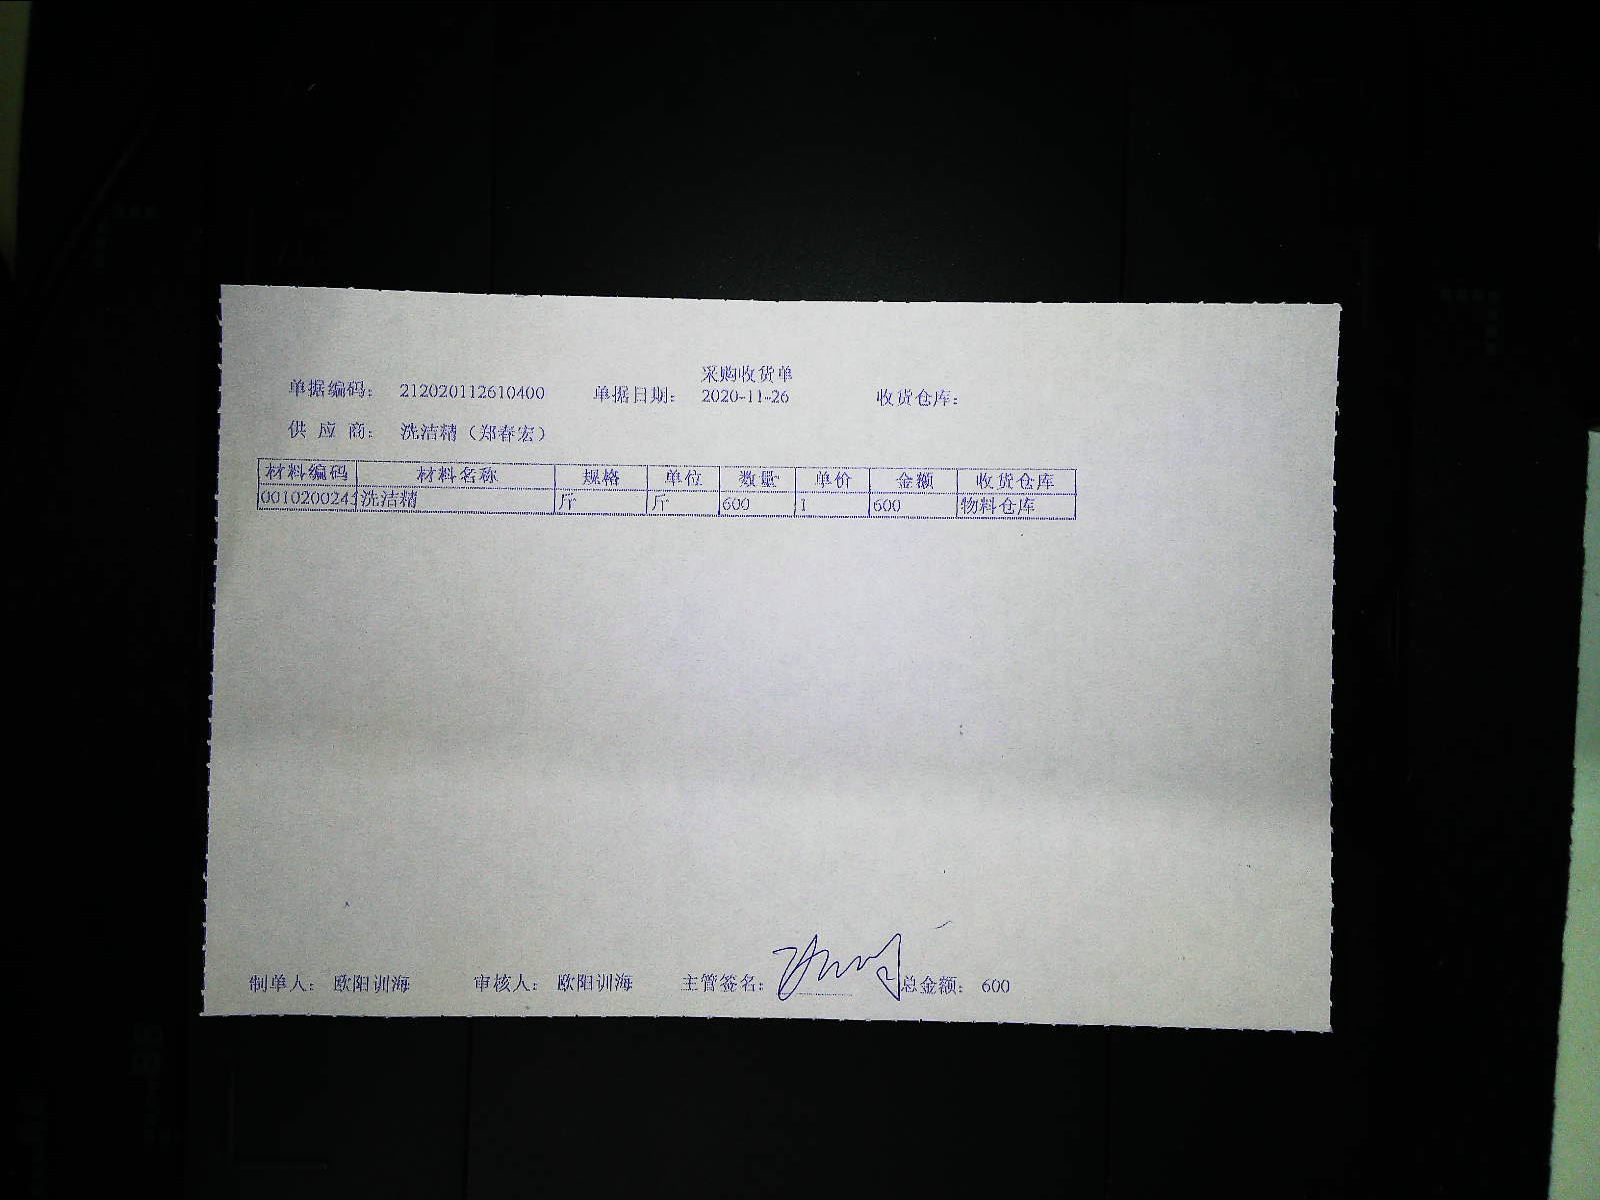 采购收货单
单据编码： 212020112610400 单据日期： 2020-11-26 收货仓库：
供 应 商： 洗洁精（郑春宏）
材料编码 材料名称 规格 单位 数量 单价 金额 收货仓库
0010200241 洗洁精 斤 斤 600 1 600 物料仓库
制单人： 欧阳训海 审核人： 欧阳训海 主管签名： 总金额： 600